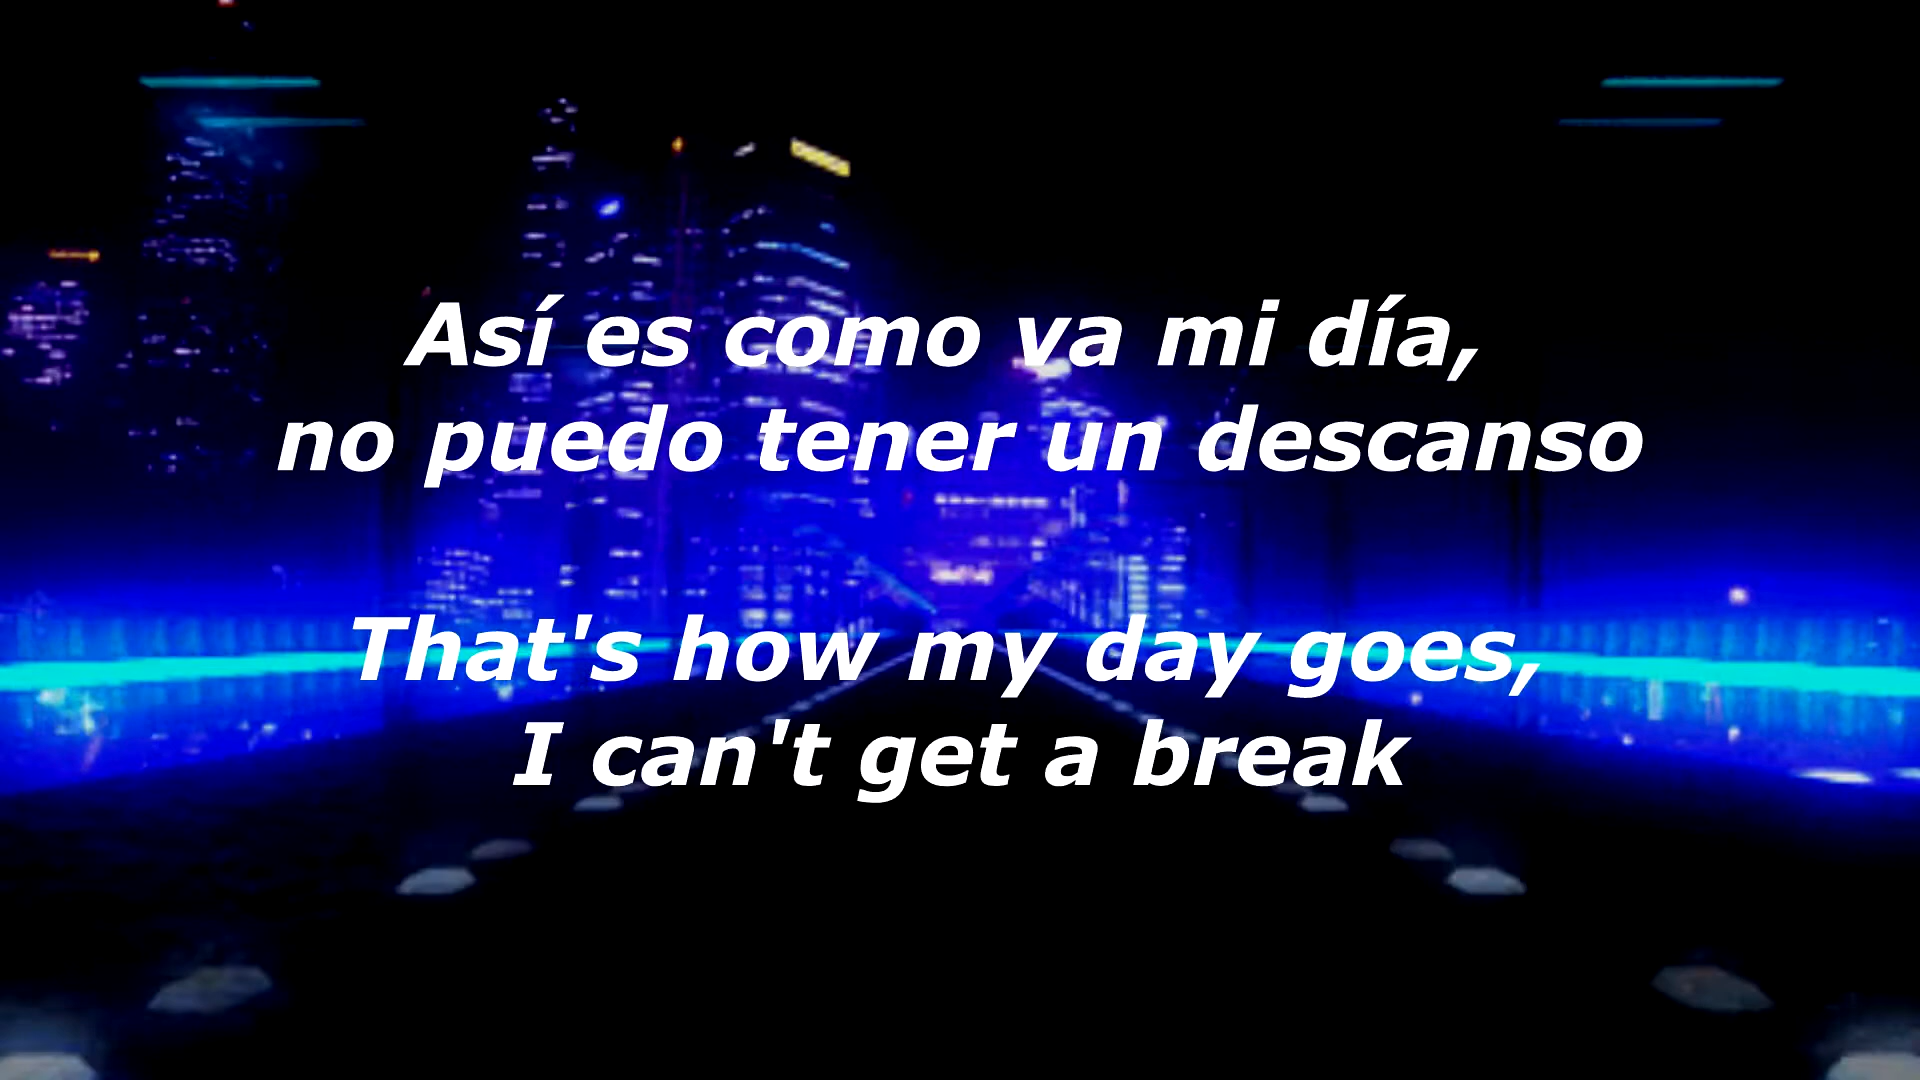 Así es como va mi día,
no puedo tener un descanso
That's how my day goes,
I can't get a break